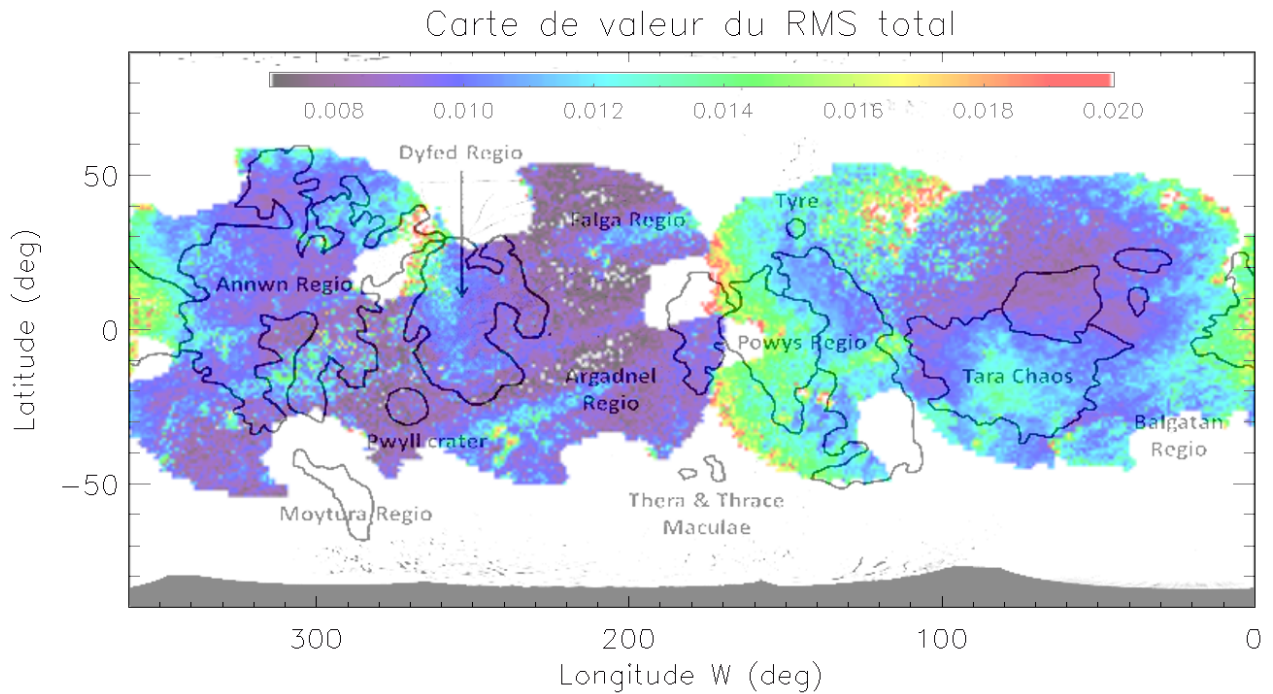 Carte de valeur du RMS total
0.008 0.010 0.012 0.014 0.016 0.018 0.020
Dyfed Regio
Tyre
Falga Regio
Annwn Regio
Powys Regio
Argadnel
Regio
Tara Chaos
Pwyll crater
Balgatan
Regio
Moytura Regio
Thera & Thrace
Maculae
Latitude (deg)
50
0
−50
300 200 100 0
Longitude W (deg)